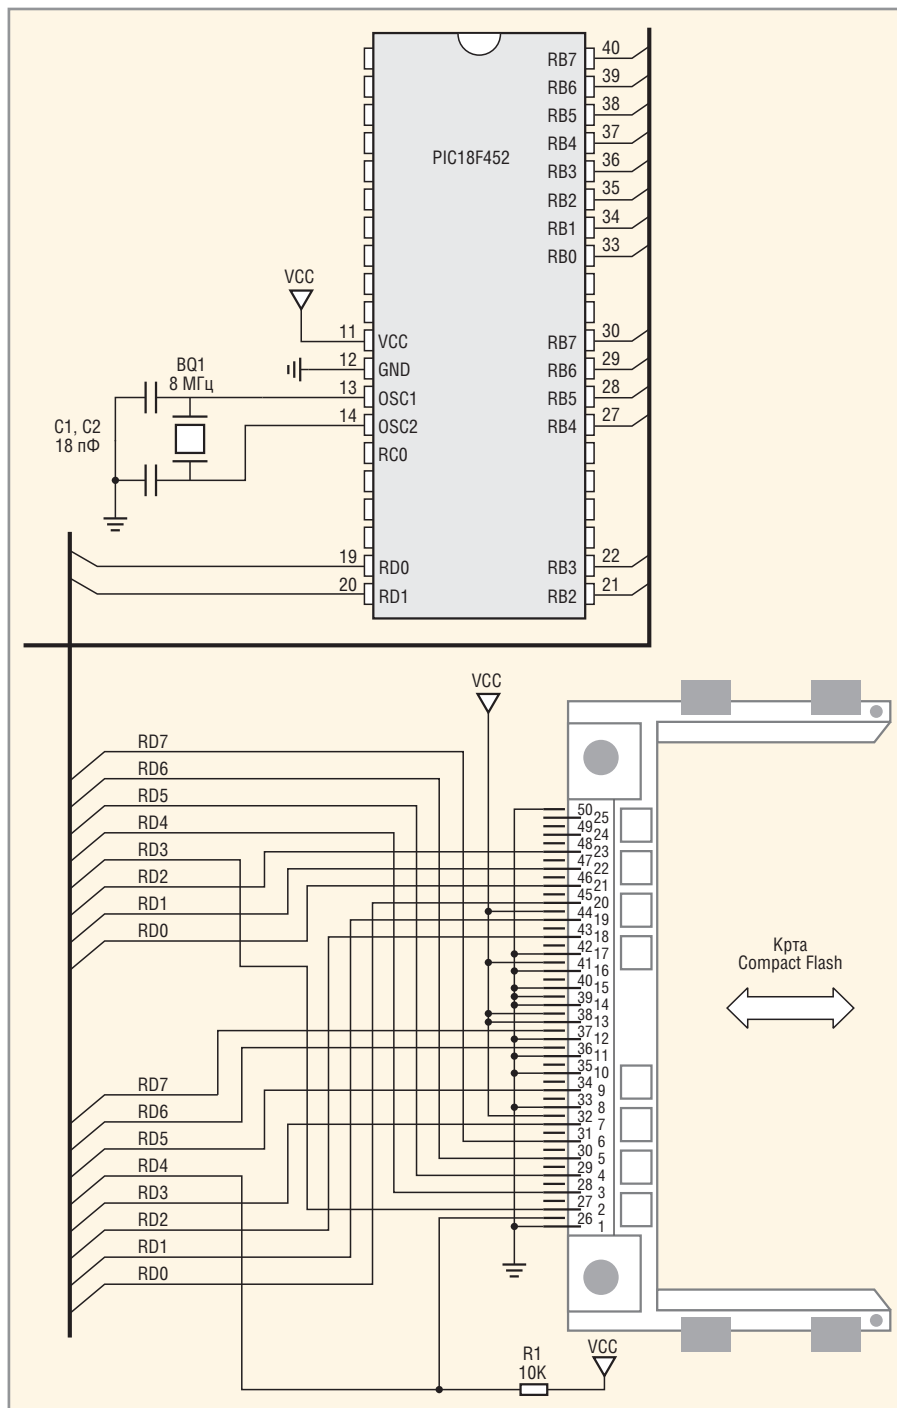 RB7 40
RB6 39
RB5 38
RB4 37
PIC18F452
RB3 36
RB2 35
RB1 34
RB0 33
VCC
11 VCC
RB7 30
12 GND
RB6 29
BQ1
8 МГц
13 OSC1
RB5 28
14 OSC2
RB4 27
C1, C2
18 пФ
RC0
19 RD0
RB3 22
20 RD1
RB2 21
VCC
RD7
RD6
RD5
RD4
RD3
RD2
RD1
RD0
RD7
RD6
RD5
RD4
RD3
RD2
RD1
RD0
50
25
49
24
48
23
47
22
46
21
45
20
44
19
43
18
42
17
41
16
40
15
39
14
38
13
37
12
36
11
35
10
34
9
33
8
32
7
31
6
30
5
29
4
28
3
27
2
26
1
Крта
Compact Flash
R1
10K
VCC